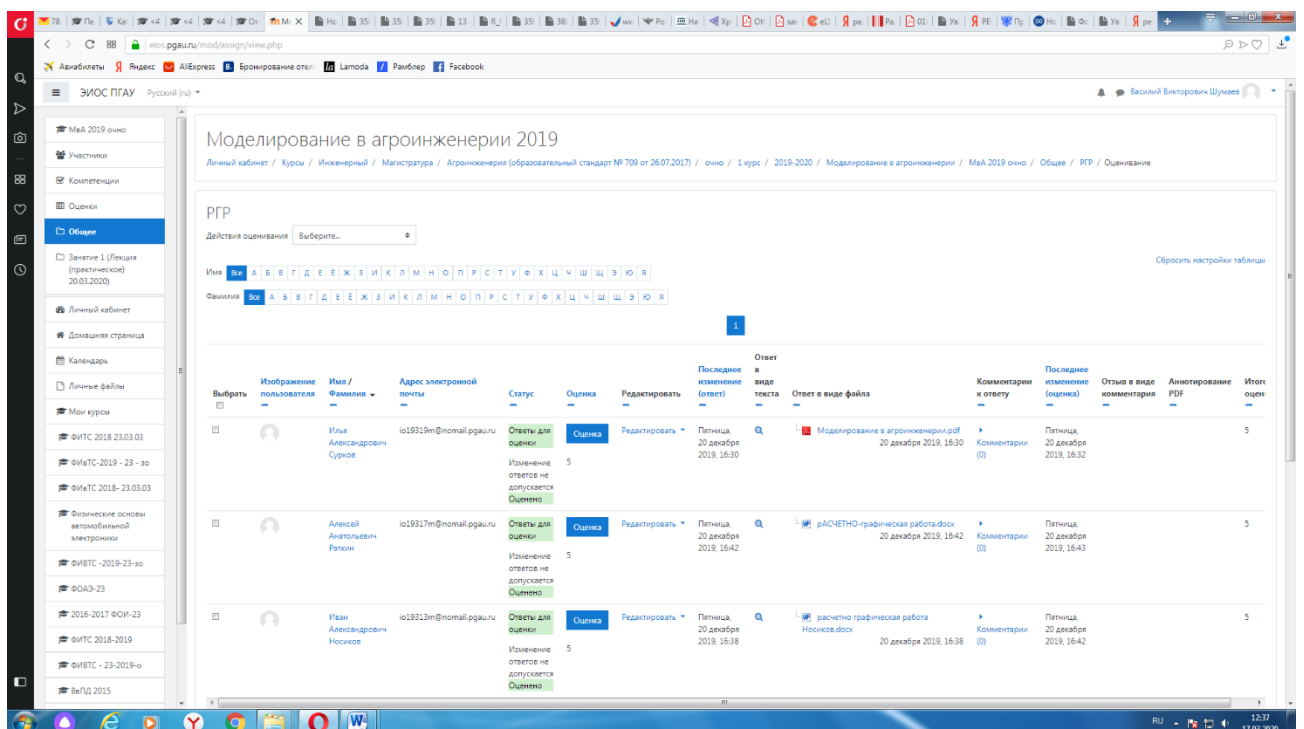 eios.pgau.ru/mod/assign/view.php
Авиабилеты Яндекс AliExpress Бронирование отел Lamoda Рамблер Facebook
ЭИОС ПГАУ Русский (ru)
Василий Викторович Шумаев
МвА 2019 очно
Участники
Компетенции
Оценки
Общее
Занятие 1 (Лекция
(практическое)
20.03.2020)
Личный кабинет
Домашняя страница
Календарь
Личные файлы
Мои курсы
ФИТС 2018 23.03.03
ФИвТС-2019 - 23 - зо
ФИвТС 2018- 23.03.03
Физические основы
автомобильной
электроники
ФИВТС -2019-23-зо
ФОАЭ-23
2016-2017 ФОИ-23
ФИТС 2018-2019
ФИВТС - 23-2019-о
ВеПД 2015
Моделирование в агроинженерии 2019
Личный кабинет / Курсы / Инженерный / Магистратура / Агроинженерия (образовательный стандарт № 709 от 26.07.2017) / очно / 1 курс / 2019-2020 / Моделирование в агроинженерии / МвА 2019 очно / Общее / РГР / Оценивание
РГР
Действия оценивания Выберите...
Сбросить настройки таблицы
Имя Все А Б В Г Д Е Ё Ж З И К Л М Н О П Р С Т У Ф Х Ц Ч Ш Щ Э Ю Я
Фамилия Все А Б В Г Д Е Ё Ж З И К Л М Н О П Р С Т У Ф Х Ц Ч Ш Щ Э Ю Я
1
Выбрать
Изображение
пользователя
Имя /
Фамилия
Адрес электронной
почты
Статус
Оценка
Редактировать
Последнее
изменение
(ответ)
Ответ
в
виде
текста
Ответ в виде файла
Комментарии
к ответу
Последнее
изменение
(оценка)
Отзыв в виде
комментария
Аннотирование
PDF
Итого
оцен
Илья
Александрович
Сурков
io19319m@nomail.pgau.ru
Ответы для
оценки
Изменение
ответов не
допускается
Оценено
Оценка
5
Редактировать
Пятница,
20 декабря
2019, 16:30
Моделирование в агроинженерии.pdf
20 декабря 2019, 16:30
Комментарии
(0)
Пятница,
20 декабря
2019, 16:32
5
Алексей
Анатольевич
Раткин
io19317m@nomail.pgau.ru
Ответы для
оценки
Изменение
ответов не
допускается
Оценено
Оценка
5
Редактировать
Пятница,
20 декабря
2019, 16:42
рАСЧЕТНО-графическая работа.docx
20 декабря 2019, 16:42
Комментарии
(0)
Пятница,
20 декабря
2019, 16:43
5
Иван
Александрович
Носиков
io19313m@nomail.pgau.ru
Ответы для
оценки
Изменение
ответов не
допускается
Оценено
Оценка
5
Редактировать
Пятница,
20 декабря
2019, 16:38
расчетно графическая работа
Носиков.docx
20 декабря 2019, 16:38
Комментарии
(0)
Пятница,
20 декабря
2019, 16:42
5
RU
12:37
17.03.2020